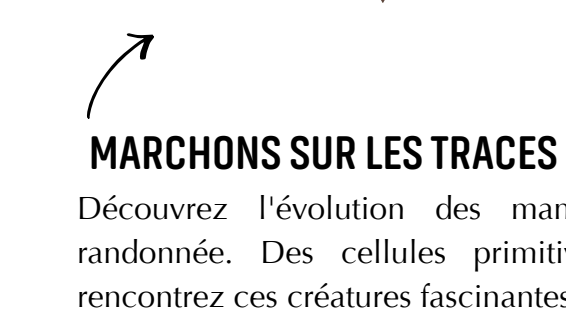 MARCHONS SUR LES TRACES
Découvrez l'évolution des
randonnée. Des cellules
rencontrez ces créatures fascinantes